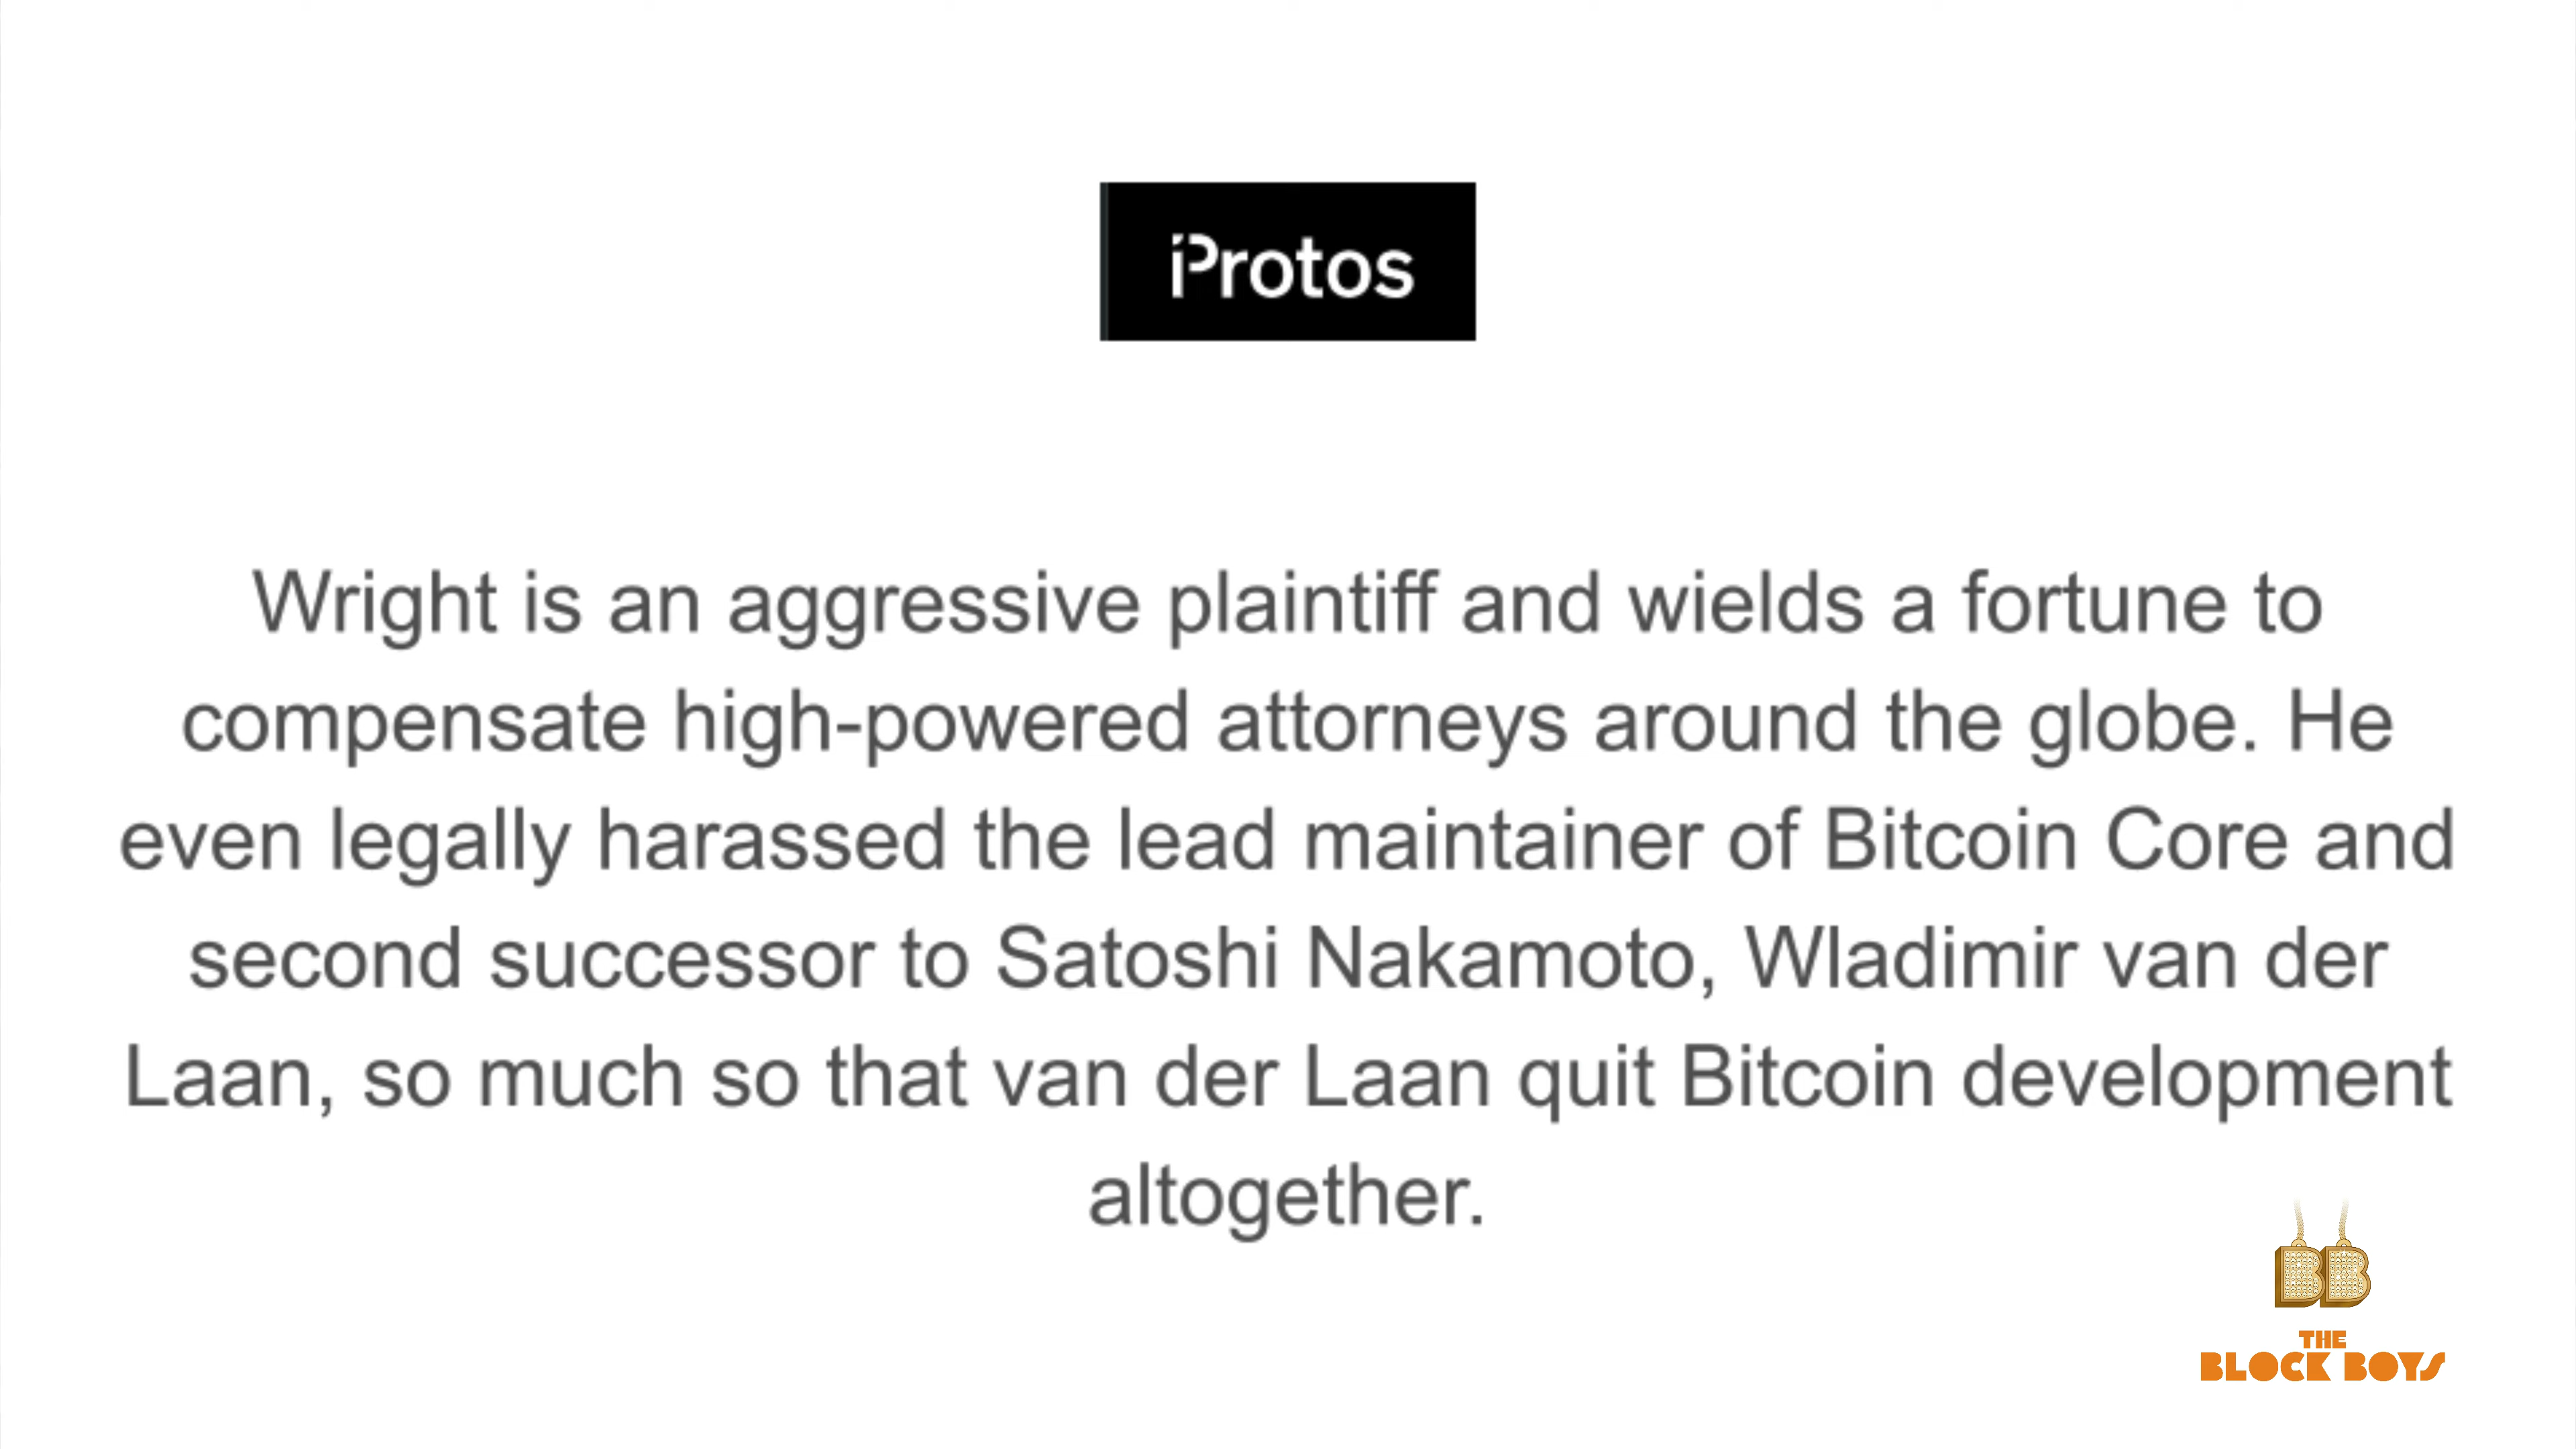 Protos
Wright is an aggressive plaintiff and wields a fortune to
compensate high-powered attorneys around the globe. He
even legally harassed the lead maintainer of Bitcoin Core and
second successor to Satoshi Nakamoto, Wladimir van der
Laan, so much so that van der Laan quit Bitcoin development
altogether.
BB
THE
BLOCK BOYS